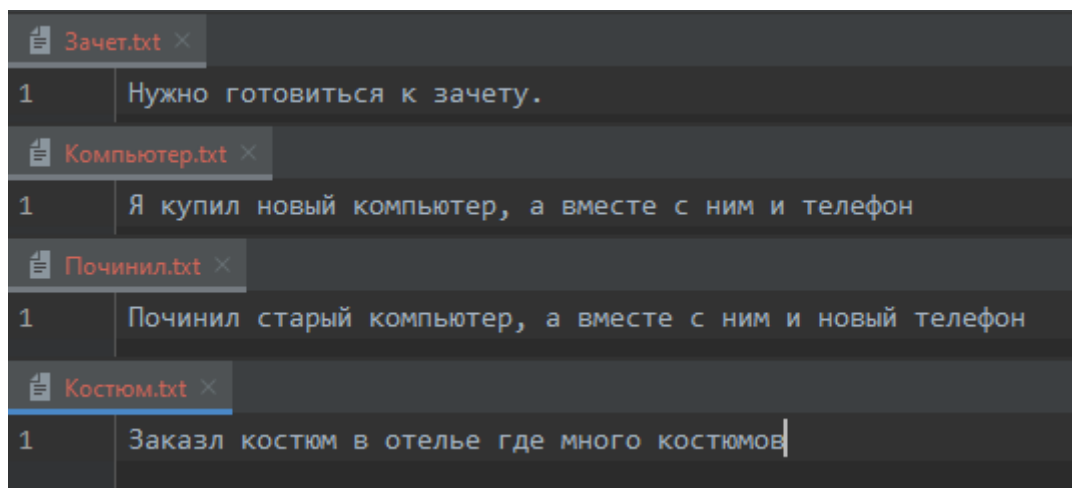 Зачет.txt
1 Нужно готовиться к зачету.
Компьютер.txt
1 Я купил новый компьютер, а вместе с ним и телефон
Починил.txt
1 Починил старый компьютер, а вместе с ним и новый телефон
Костюм.txt
1 Заказл костюм в отелье где много костюмов